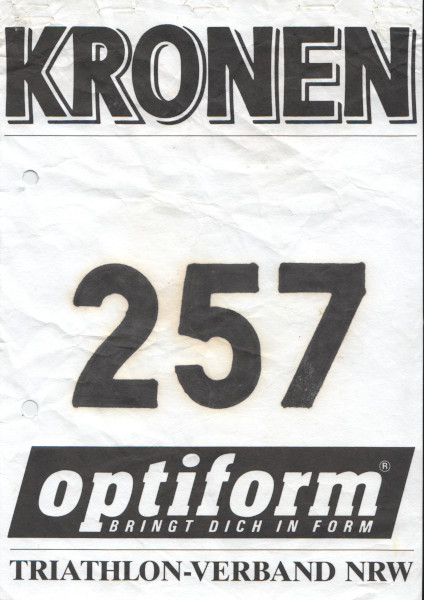 KRONEN
257
optiform®
BRINGT DICH IN FORM
TRIATHLON-VERBAND NRW